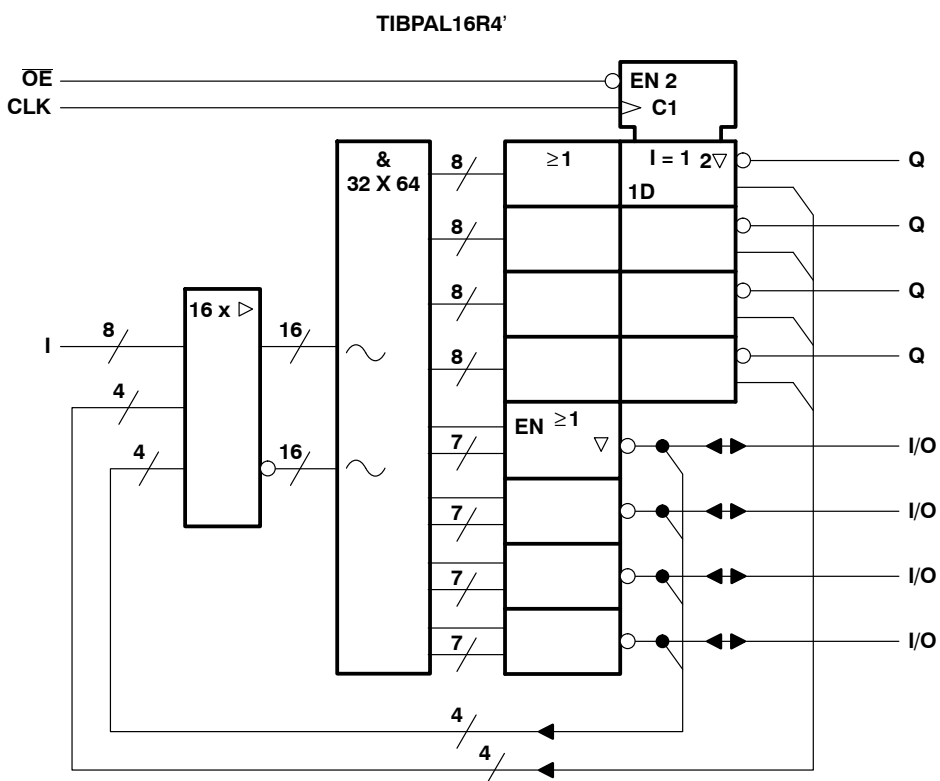 TIBPAL16R4’
OE
EN 2
CLK
C1
&
32 X 64
8
≥1
I = 1 2▽
1D
Q
8
Q
8
Q
16 x ▷
I
8
16
8
Q
4
EN ≥1
▽
7
I/O
4
16
7
I/O
7
I/O
7
I/O
4
4